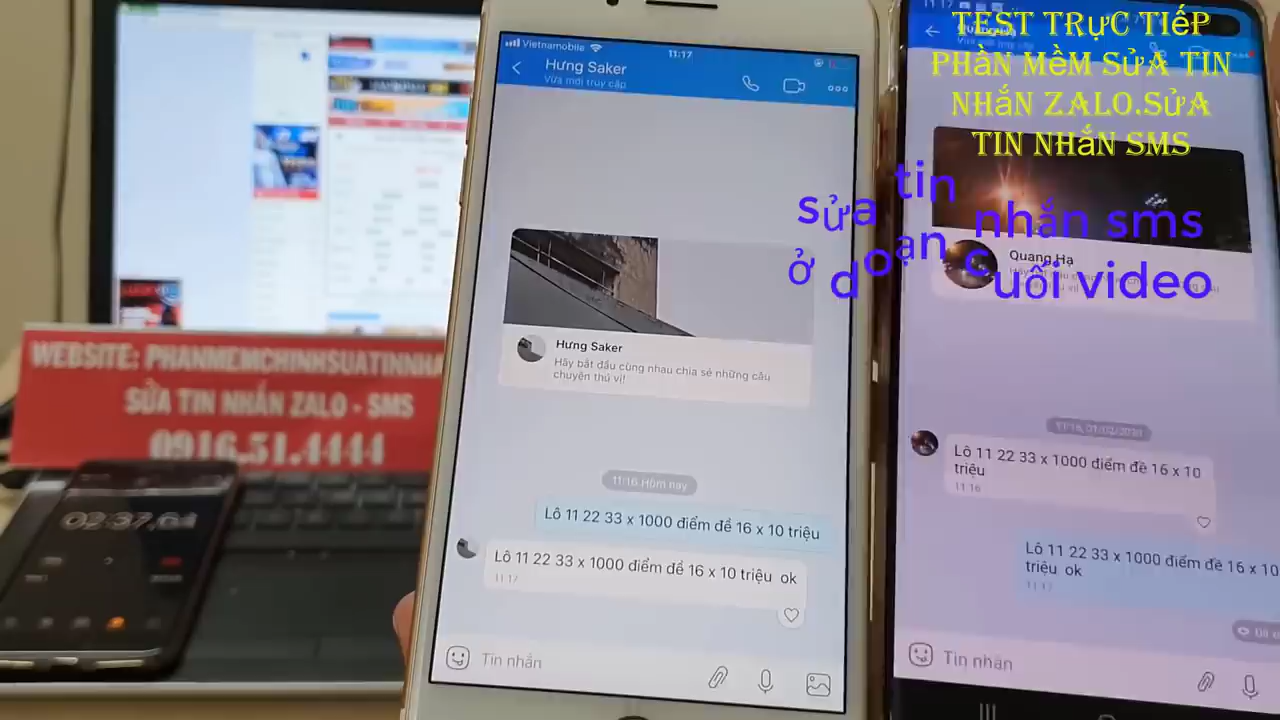 TEST TRỰC TIẾP
PHẦN MỀM SỬA TIN
NHẮN ZALO.SỬA
TIN NHẮN SMS
sửa tin nhắn sms
ở đoạn cuối video
Vietnamobile
11:17
Hưng Saker
Vừa mới truy cập
Hưng Saker
Hãy bắt đầu cùng nhau chia sẻ những câu
chuyện thú vị!
11:16 Hôm nay
Lô 11 22 33 x 1000 điểm đề 16 x 10 triệu
Lô 11 22 33 x 1000 điểm đề 16 x 10 triệu ok
11:17
Tin nhắn
11:17
Quang Hạ
Lô 11 22 33 x 1000 điểm đề 16 x 10
triệu
11:16
Lô 11 22 33 x 1000 điểm đề 16 x 10
triệu ok
11:17
Tin nhắn
WEBSITE: PHANMEMCHINHSUATINNHA
SỬA TIN NHẮN ZALO - SMS
0916.51.4444
02:37,64